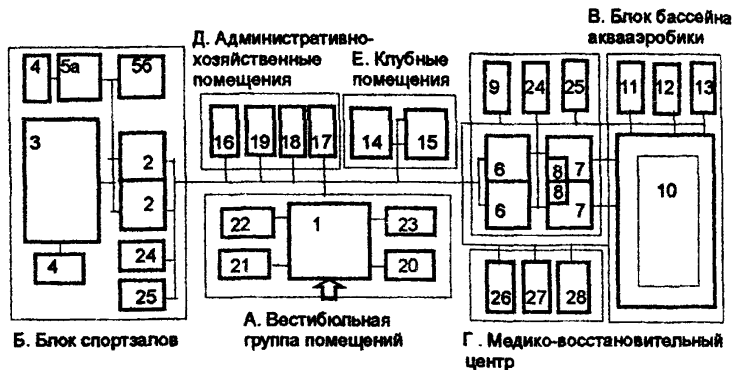 В. Блок бассейна
аквааэробики
Д. Административно-
хозяйственные
помещения
Е. Клубные
помещения
4
5а
5б
3
2
2
4
24
25
16
19
18
17
14
15
9
24
25
11
12
13
6
6
8
8
7
7
10
22
1
23
21
20
26
27
28
Б. Блок спортзалов
А. Вестибюльная
группа помещений
Г . Медико-восстановительный
центр